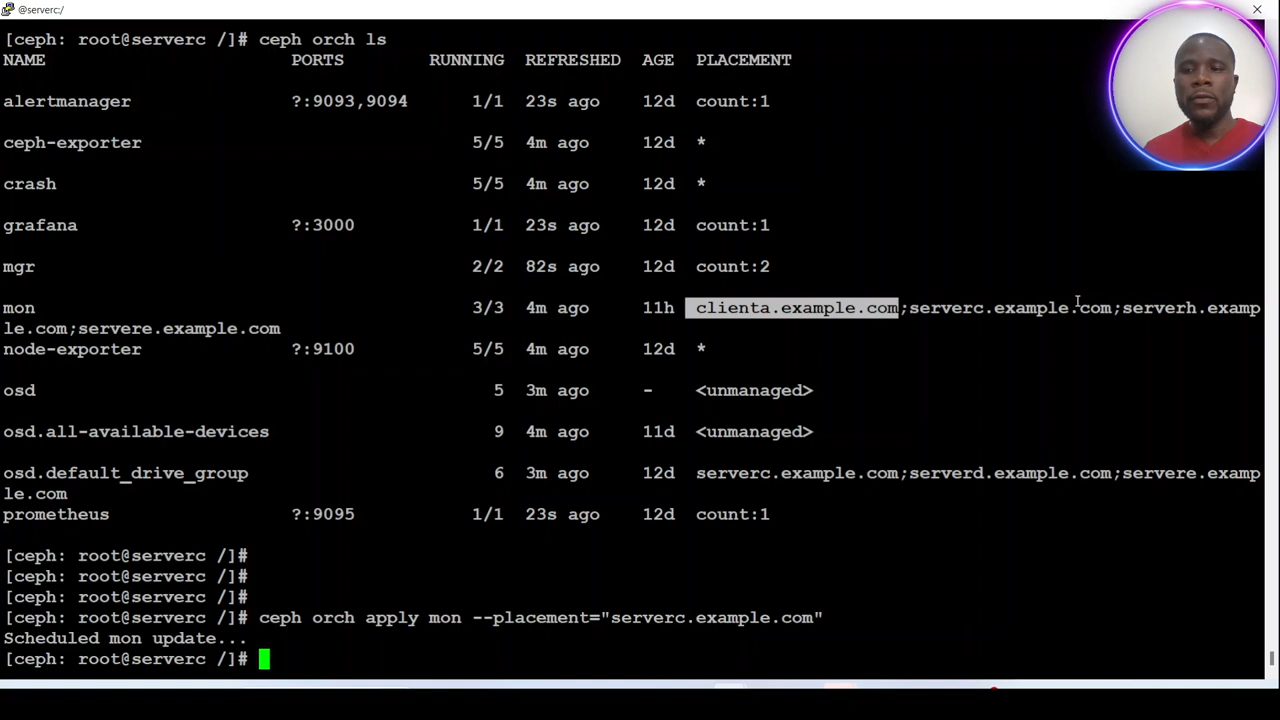 @serverc:/
[ceph: root@serverc /]# ceph orch ls
NAME PORTS RUNNING REFRESHED AGE PLACEMENT
alertmanager ?:9093,9094 1/1 23s ago 12d count:1
ceph-exporter 5/5 4m ago 12d *
crash 5/5 4m ago 12d *
grafana ?:3000 1/1 23s ago 12d count:1
mgr 2/2 82s ago 12d count:2
mon 3/3 4m ago 11h clienta.example.com;serverc.example.com;serverh.examp
le.com;servere.example.com
node-exporter ?:9100 5/5 4m ago 12d *
osd 5 3m ago - <unmanaged>
osd.all-available-devices 9 4m ago 11d <unmanaged>
osd.default_drive_group 6 3m ago 12d serverc.example.com;serverd.example.com;servere.examp
le.com
prometheus ?:9095 1/1 23s ago 12d count:1
[ceph: root@serverc /]#
[ceph: root@serverc /]#
[ceph: root@serverc /]#
[ceph: root@serverc /]# ceph orch apply mon --placement="serverc.example.com"
Scheduled mon update...
[ceph: root@serverc /]#